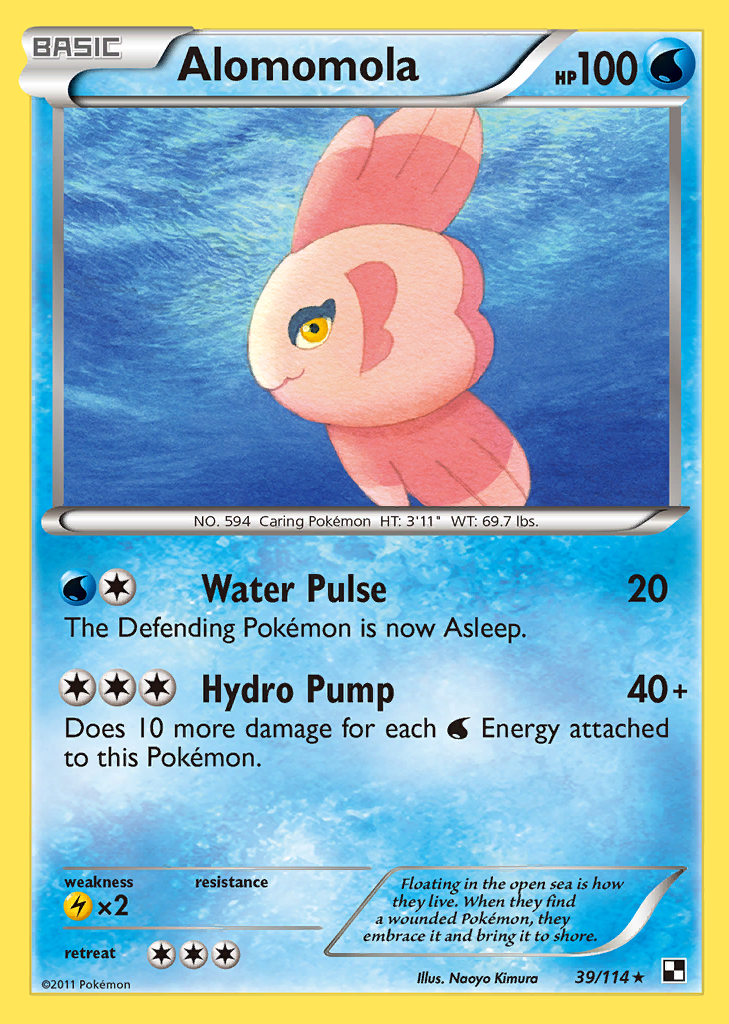 BASIC
Alomomola
HP100
NO. 594 Caring Pokémon HT: 3'11" WT: 69.7 lbs.
Water Pulse 20
The Defending Pokémon is now Asleep.
Hydro Pump 40+
Does 10 more damage for each Energy attached
to this Pokémon.
weakness resistance
×2
retreat
Floating in the open sea is how
they live. When they find
a wounded Pokémon, they
embrace it and bring it to shore.
©2011 Pokémon
Illus. Naoyo Kimura 39/114 ★